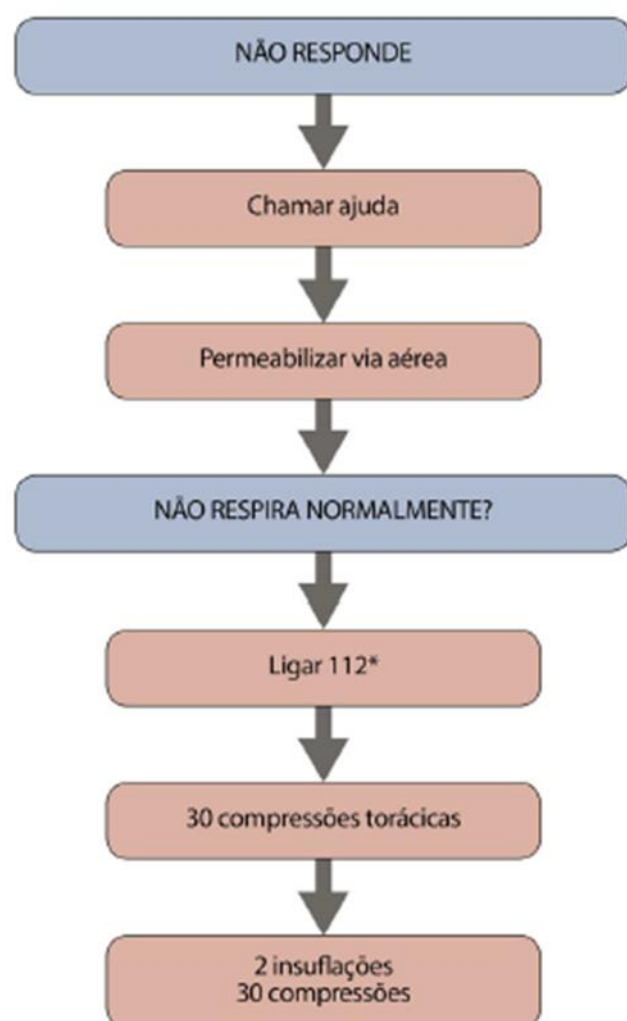 NÃO RESPONDE
Chamar ajuda
Permeabilizar via aérea
NÃO RESPIRA NORMALMENTE?
Ligar 112*
30 compressões torácicas
2 insuflações
30 compressões